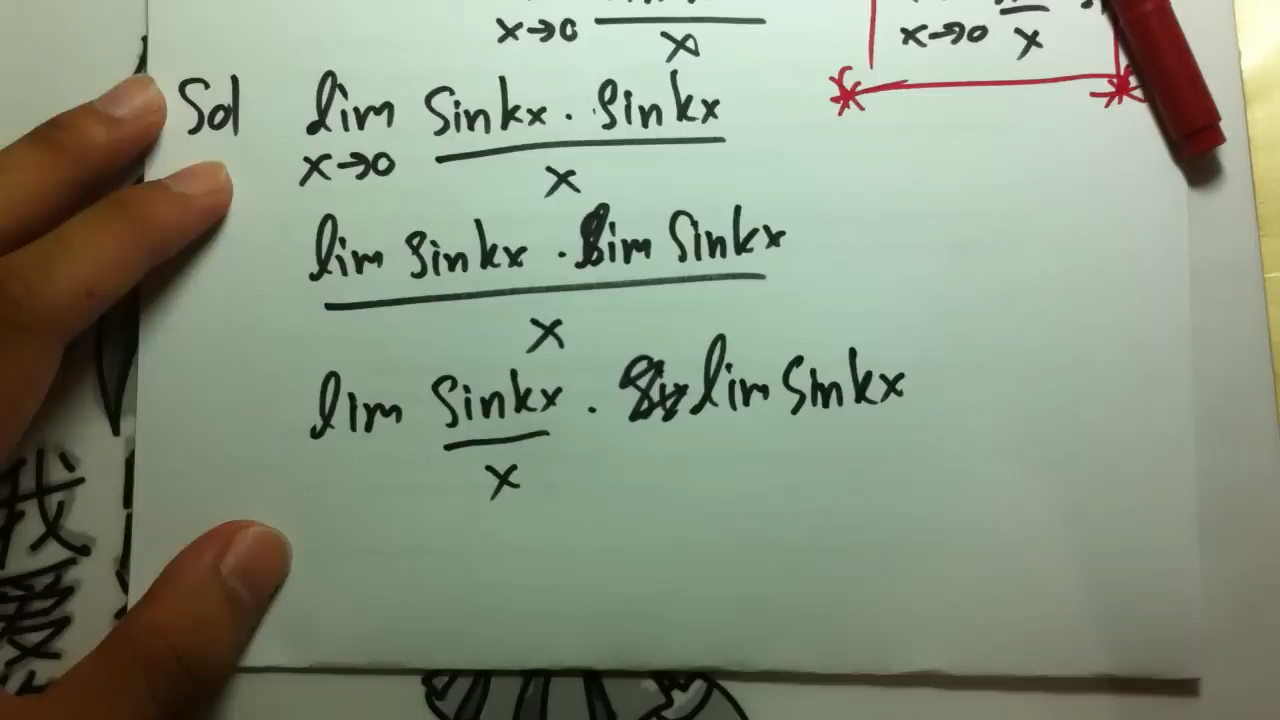 x→0
x
x→0
x
Sol lim sinkx · sinkx
x→0
x
lim sinkx · lim sinkx
x
lim sinkx · lim sinkx
x
我